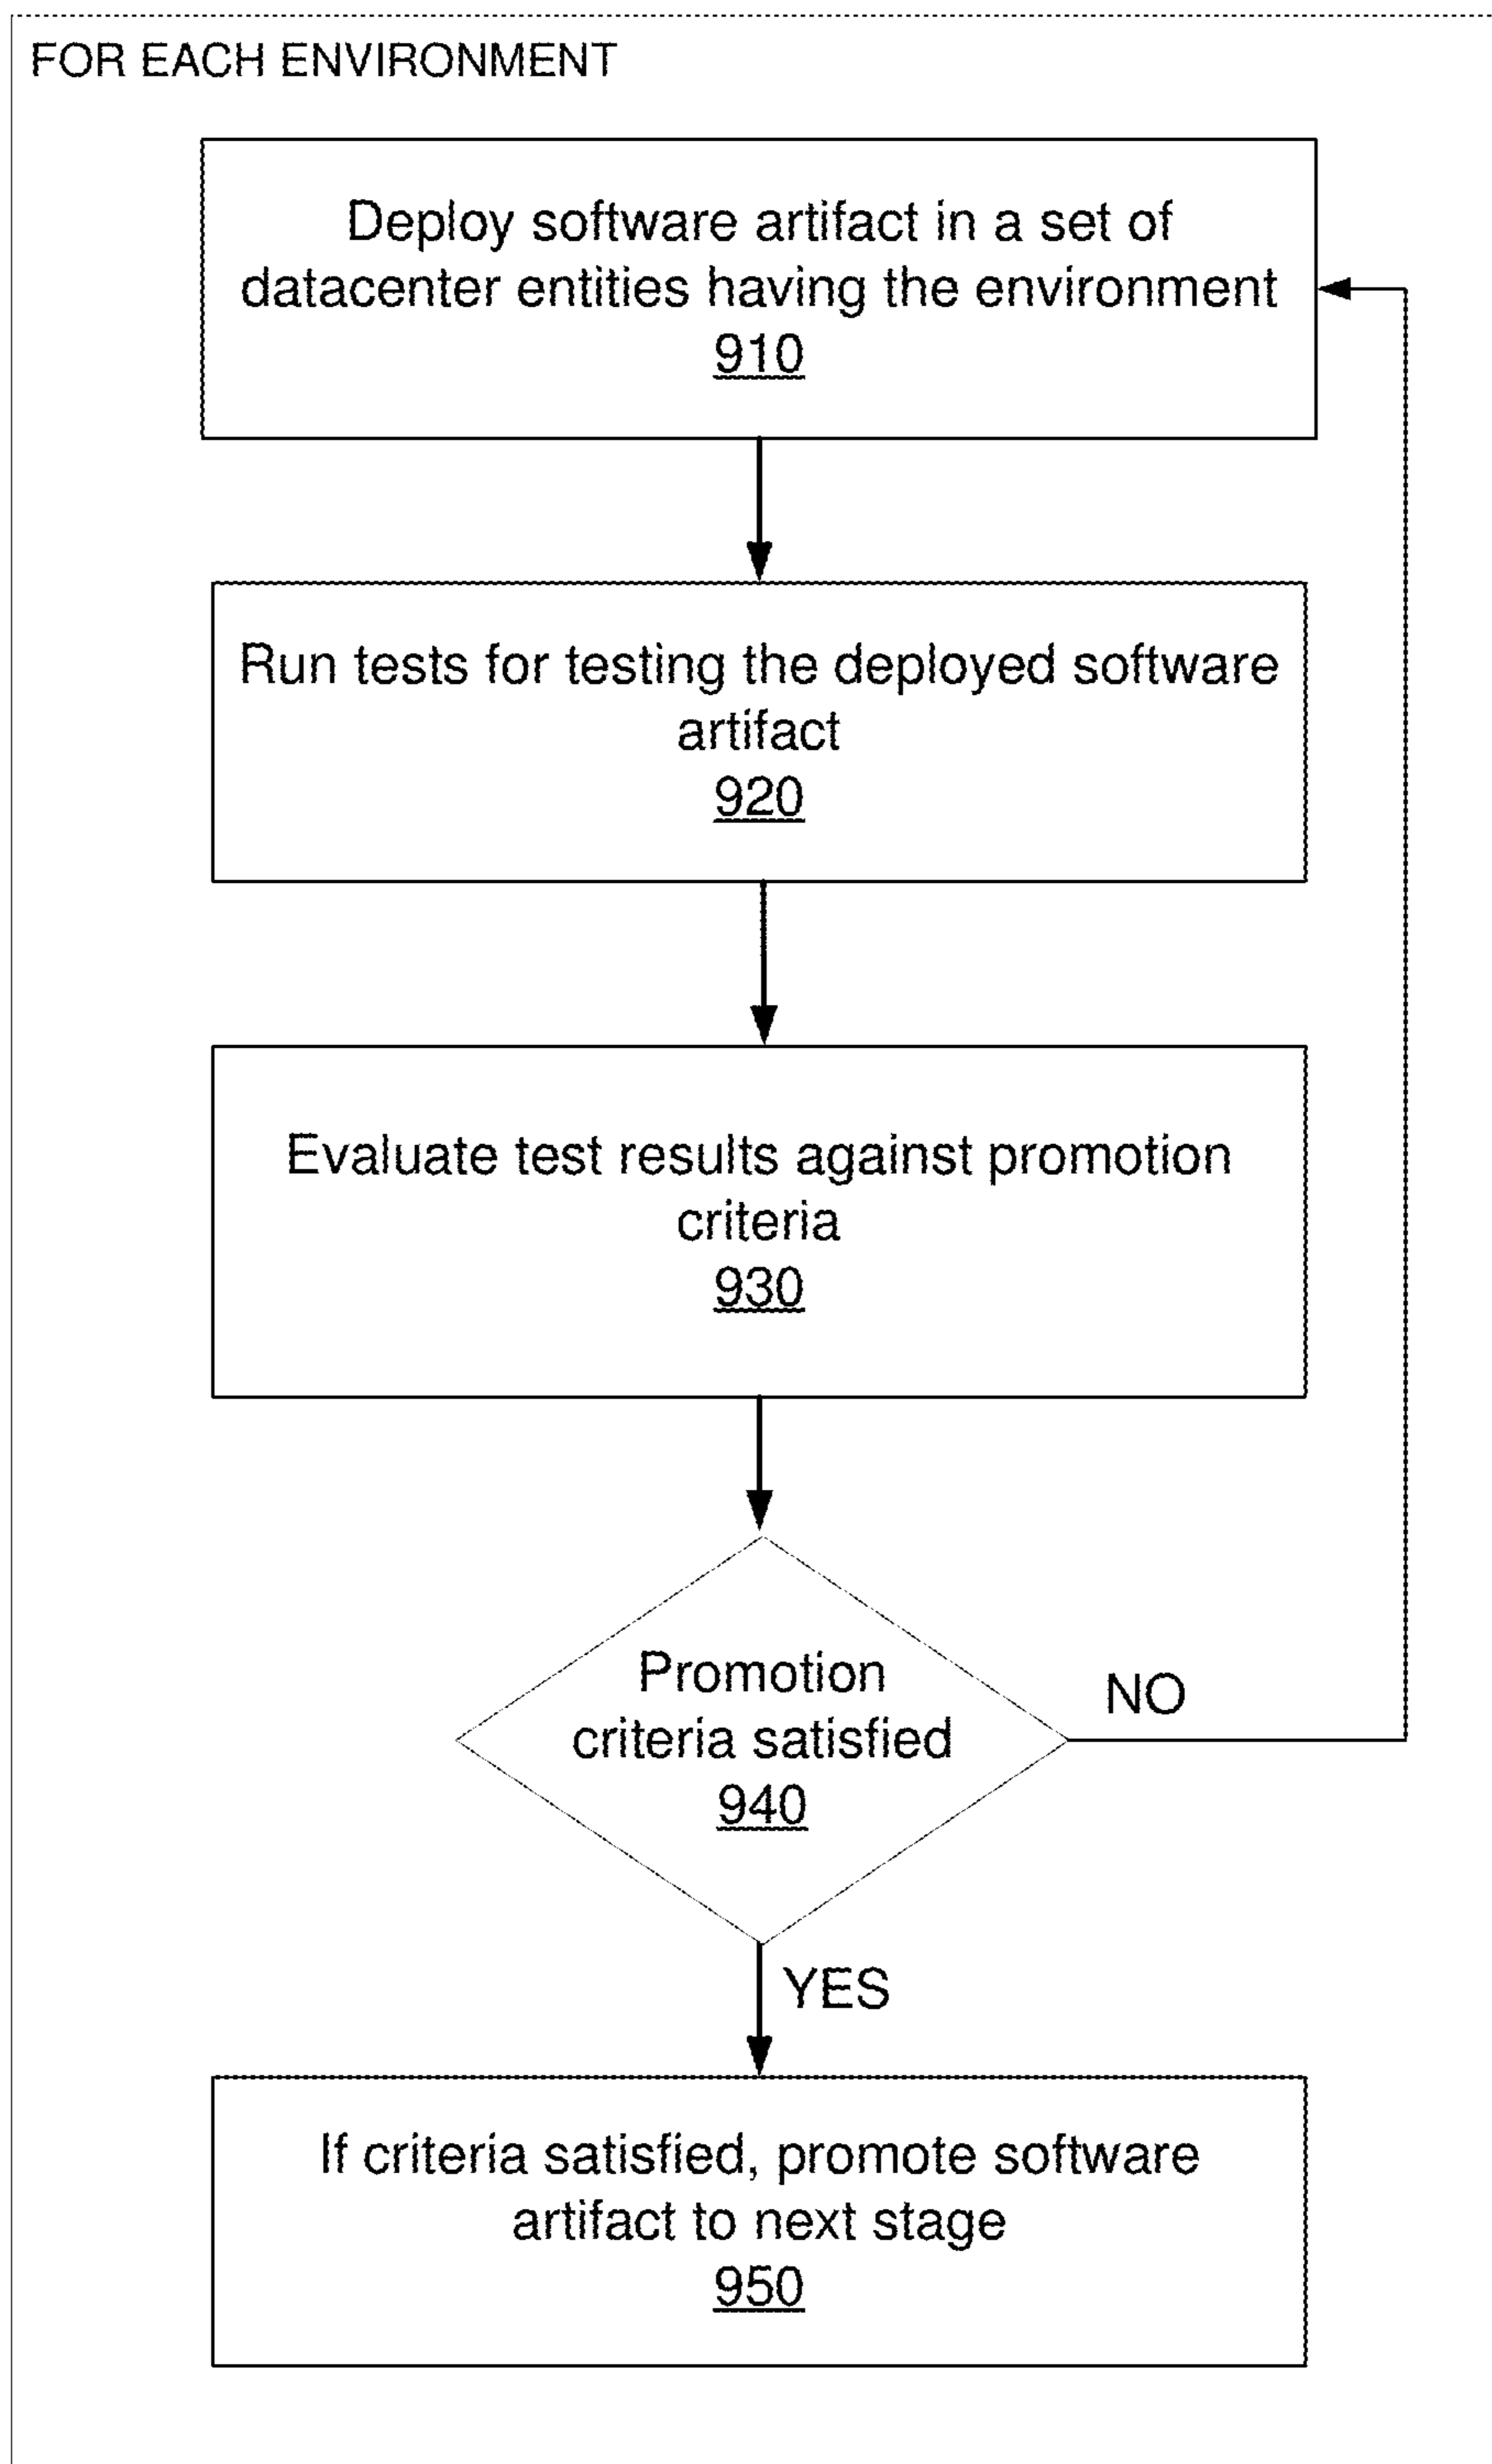 FOR EACH ENVIRONMENT
Deploy software artifact in a set of
datacenter entities having the environment
910
Run tests for testing the deployed software
artifact
920
Evaluate test results against promotion
criteria
930
Promotion
criteria satisfied
940
NO
YES
If criteria satisfied, promote software
artifact to next stage
950